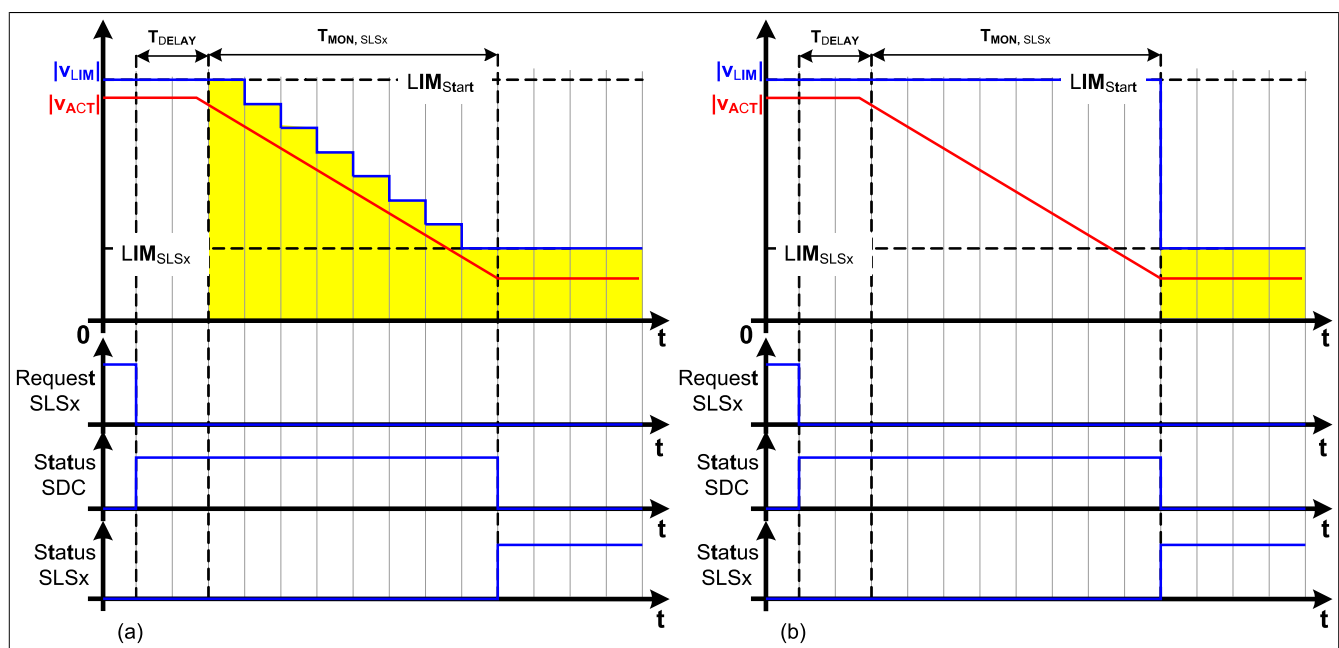 T_DELAY
T_MON, SLSx
|v_LIM|
LIM_Start
|v_ACT|
LIM_SLSx
0
t
Request
SLSx
t
Status
SDC
t
Status
SLSx
t
(a)
T_DELAY
T_MON, SLSx
|v_LIM|
LIM_Start
|v_ACT|
LIM_SLSx
0
t
Request
SLSx
t
Status
SDC
t
Status
SLSx
t
(b)